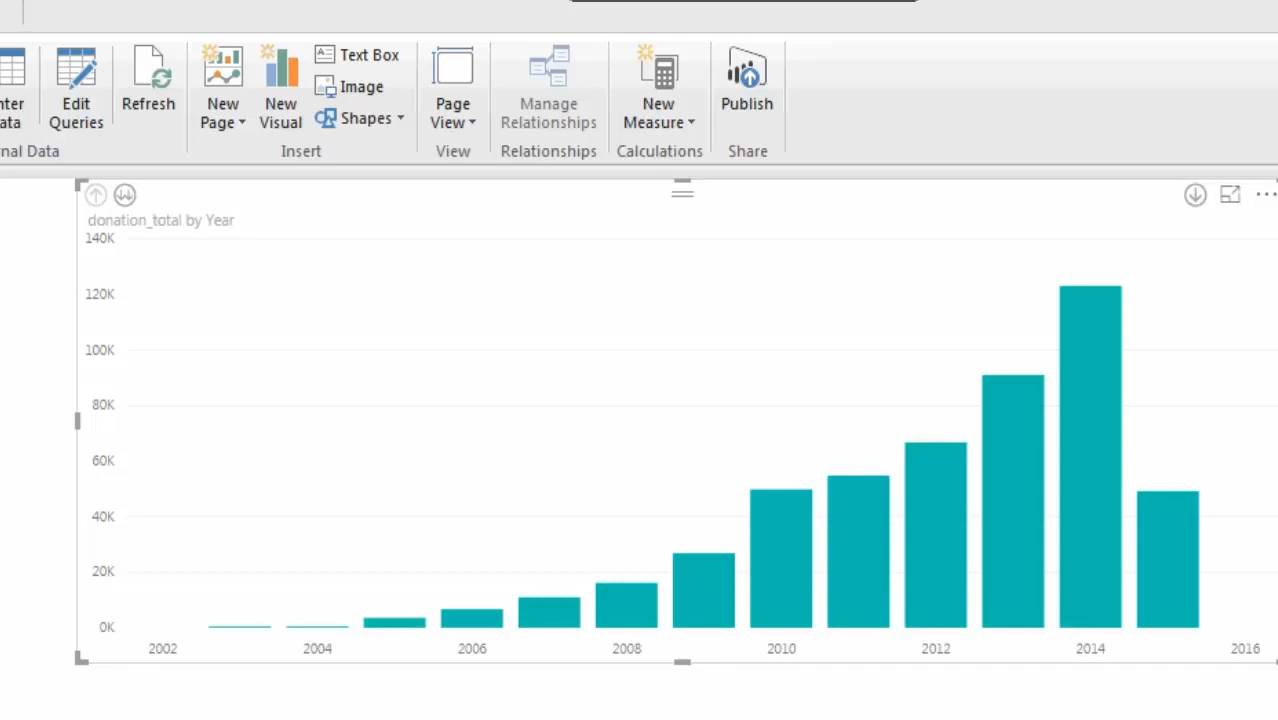 nter
ata
Edit
Queries
Refresh
New
Page
New
Visual
Text Box
Image
Shapes
Page
View
Manage
Relationships
New
Measure
Publish
nal Data
Insert
View
Relationships
Calculations
Share
donation_total by Year
140K
120K
100K
80K
60K
40K
20K
0K
2002 2004 2006 2008 2010 2012 2014 2016